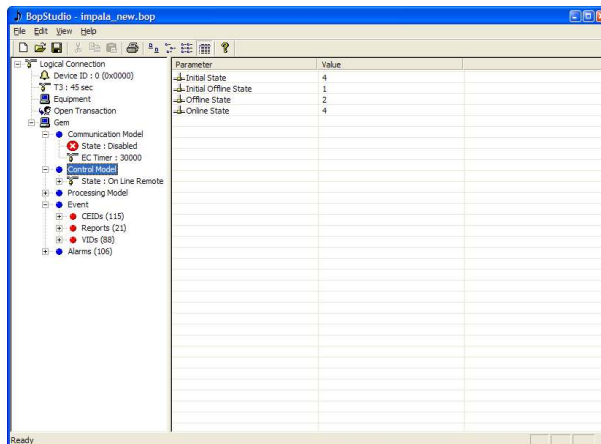 BopStudio - impala_new.bop
File Edit View Help
Logical Connection
Device ID : 0 (0x0000)
T3 : 45 sec
Equipment
Open Transaction
Gem
Communication Model
State : Disabled
EC Timer : 30000
Control Model
State : On Line Remote
Processing Model
Event
CEIDs (115)
Reports (21)
VIDs (88)
Alarms (106)
Parameter Value
Initial State 4
Initial Offline State 1
Offline State 2
Online State 4
Ready